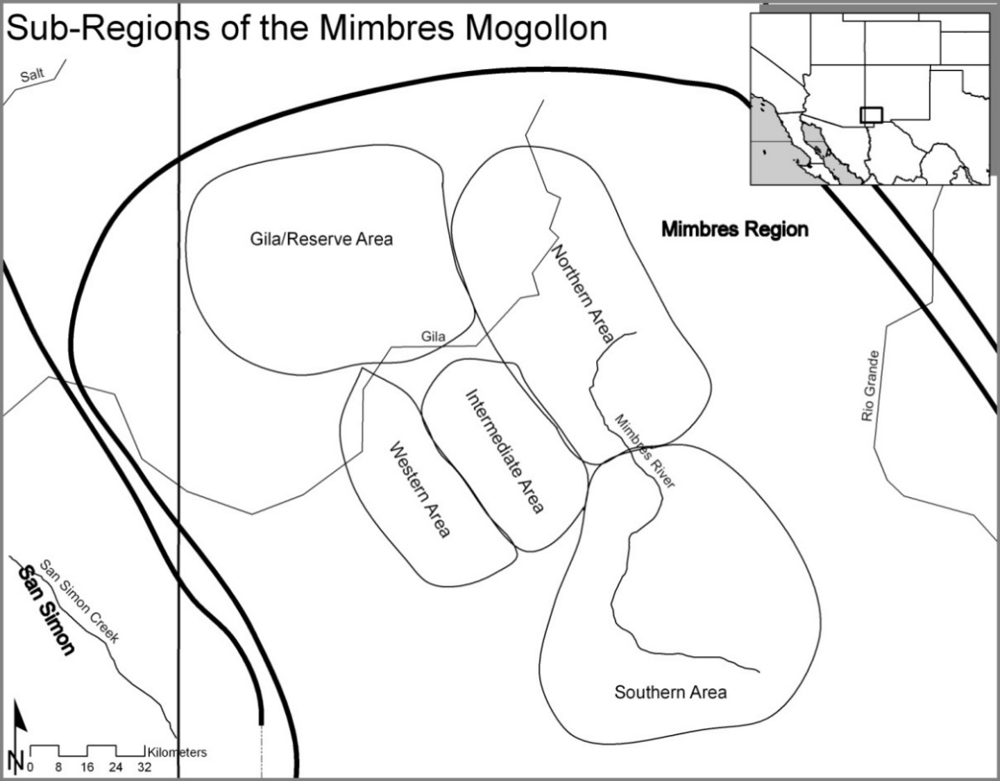 Sub-Regions of the Mimbres Mogollon
Salt
Mimbres Region
Gila/Reserve Area
Northern Area
Gila
Rio Grande
Intermediate Area
Mimbres River
Western Area
San Simon Creek
San Simon
Southern Area
Kilometers
N
0 8 16 24 32